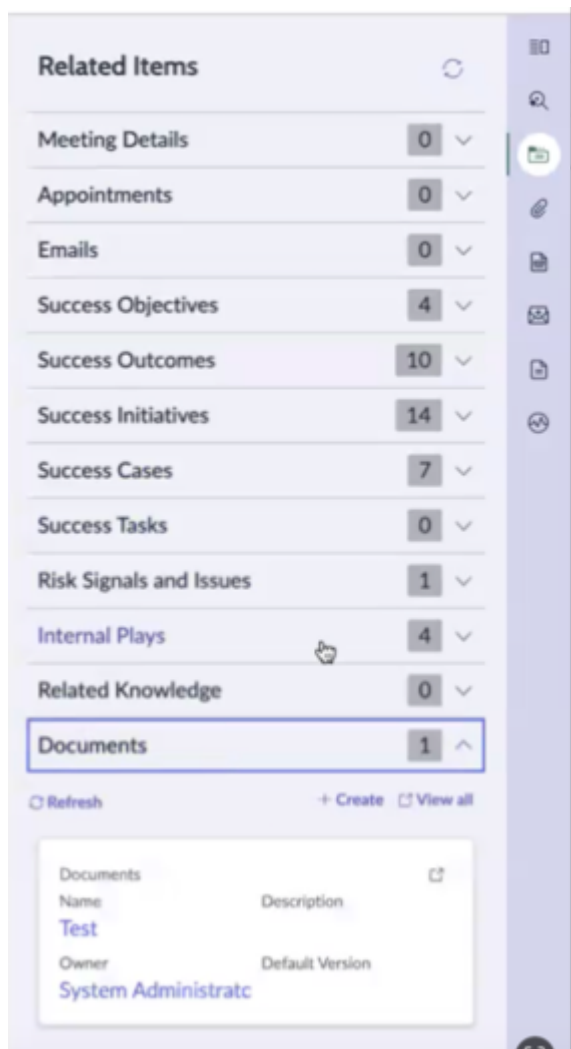 Related Items
Meeting Details 0
Appointments 0
Emails 0
Success Objectives 4
Success Outcomes 10
Success Initiatives 14
Success Cases 7
Success Tasks 0
Risk Signals and Issues 1
Internal Plays 4
Related Knowledge 0
Documents 1
Refresh + Create View all
Documents
Name Description
Test
Owner Default Version
System Administratc